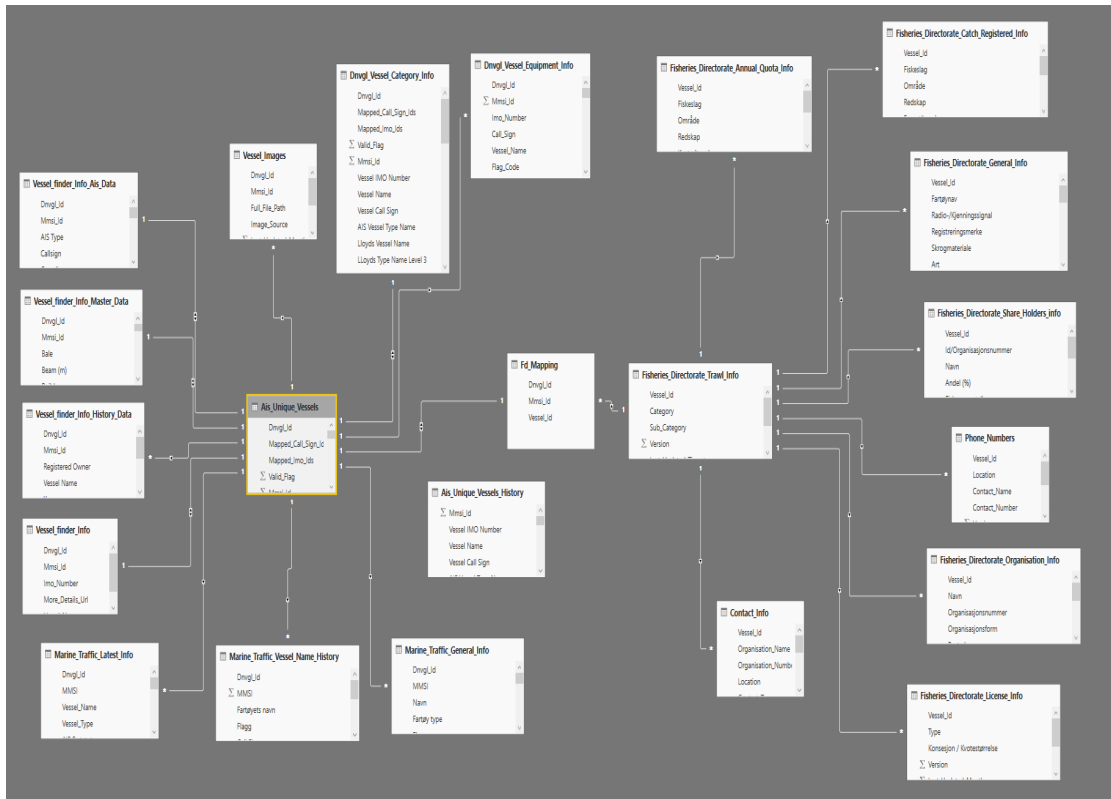 Fisheries_Directorate_Catch_Registered_Info
Vessel_Id
Fiskeslag
Område
Redskap
Dnvgl_Vessel_Equipment_Info
Dnvgl_Id
Σ Mmsi_Id
Imo_Number
Call_Sign
Vessel_Name
Flag_Code
Fisheries_Directorate_Annual_Quota_Info
Vessel_Id
Fiskeslag
Område
Redskap
Dnvgl_Vessel_Category_Info
Dnvgl_Id
Mapped_Call_Sign_Ids
Mapped_Imo_Ids
Σ Valid_Flag
Σ Mmsi_Id
Vessel IMO Number
Vessel Name
Vessel Call Sign
AIS Vessel Type Name
Lloyds Vessel Name
LLoyds Type Name Level 3
Vessel_Images
Dnvgl_Id
Mmsi_Id
Full_File_Path
Image_Source
Fisheries_Directorate_General_Info
Vessel_Id
Fartøynav
Radio-/Kjenningssignal
Registreringsmerke
Skrogmateriale
Art
Vessel_finder_Info_Ais_Data
Dnvgl_Id
Mmsi_Id
AIS Type
Callsign
Vessel_finder_Info_Master_Data
Dnvgl_Id
Mmsi_Id
Bale
Beam (m)
Fisheries_Directorate_Share_Holders_info
Vessel_Id
Id/Organisasjonsnummer
Navn
Andel (%)
Fd_Mapping
Dnvgl_Id
Mmsi_Id
Vessel_Id
Fisheries_Directorate_Trawl_Info
Vessel_Id
Category
Sub_Category
Σ Version
Ais_Unique_Vessels
Dnvgl_Id
Mapped_Call_Sign_Id
Mapped_Imo_Ids
Σ Valid_Flag
Σ Mmsi_Id
Vessel_finder_Info_History_Data
Dnvgl_Id
Mmsi_Id
Registered Owner
Vessel Name
Phone_Numbers
Vessel_Id
Location
Contact_Name
Contact_Number
Ais_Unique_Vessels_History
Σ Mmsi_Id
Vessel IMO Number
Vessel Name
Vessel Call Sign
Vessel_finder_Info
Dnvgl_Id
Mmsi_Id
Imo_Number
More_Details_Url
Fisheries_Directorate_Organisation_Info
Vessel_Id
Navn
Organisasjonsnummer
Organisasjonsform
Contact_Info
Vessel_Id
Organisation_Name
Organisation_Numbe
Location
Marine_Traffic_Latest_Info
Dnvgl_Id
MMSI
Vessel_Name
Vessel_Type
Marine_Traffic_Vessel_Name_History
Dnvgl_Id
Σ MMSI
Fartøyets navn
Flagg
Marine_Traffic_General_Info
Dnvgl_Id
MMSI
Navn
Fartøy type
Fisheries_Directorate_License_Info
Vessel_Id
Type
Konsesjon / Kvotestørrelse
Σ Version